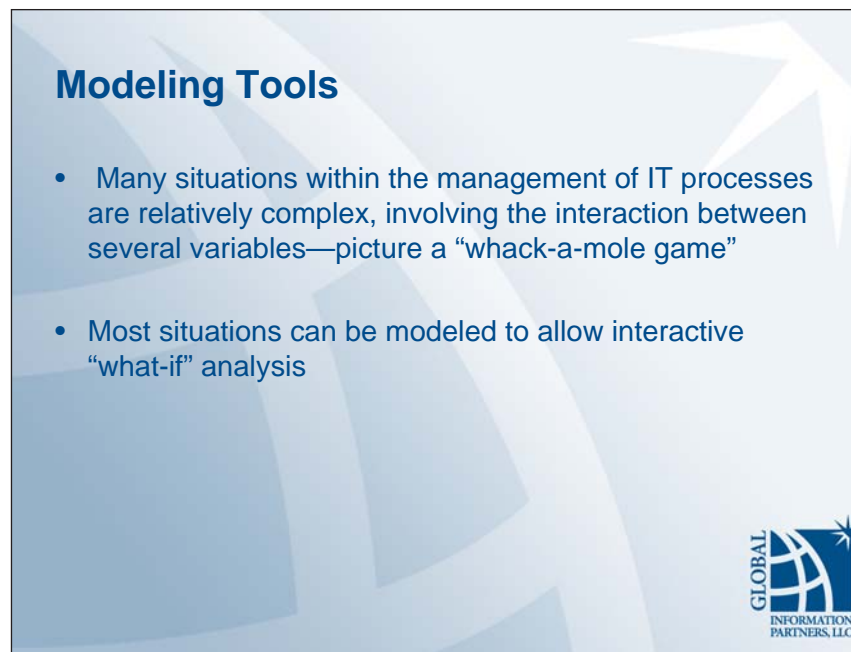 Modeling Tools
• Many situations within the management of IT processes
are relatively complex, involving the interaction between
several variables—picture a “whack-a-mole game”
• Most situations can be modeled to allow interactive
“what-if” analysis
GLOBAL
INFORMATION
PARTNERS, LLC